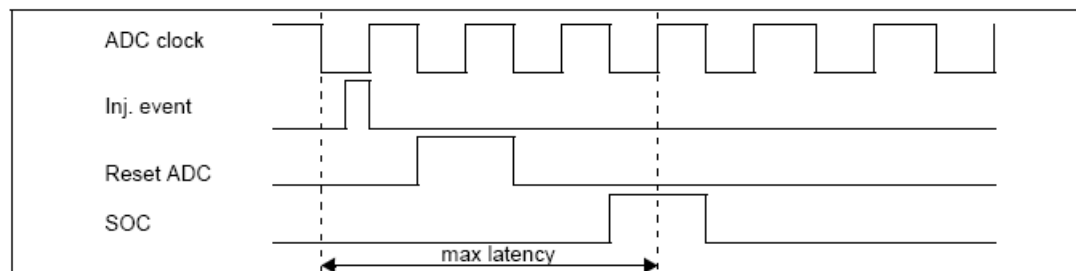 ADC clock
Inj. event
Reset ADC
SOC
max latency